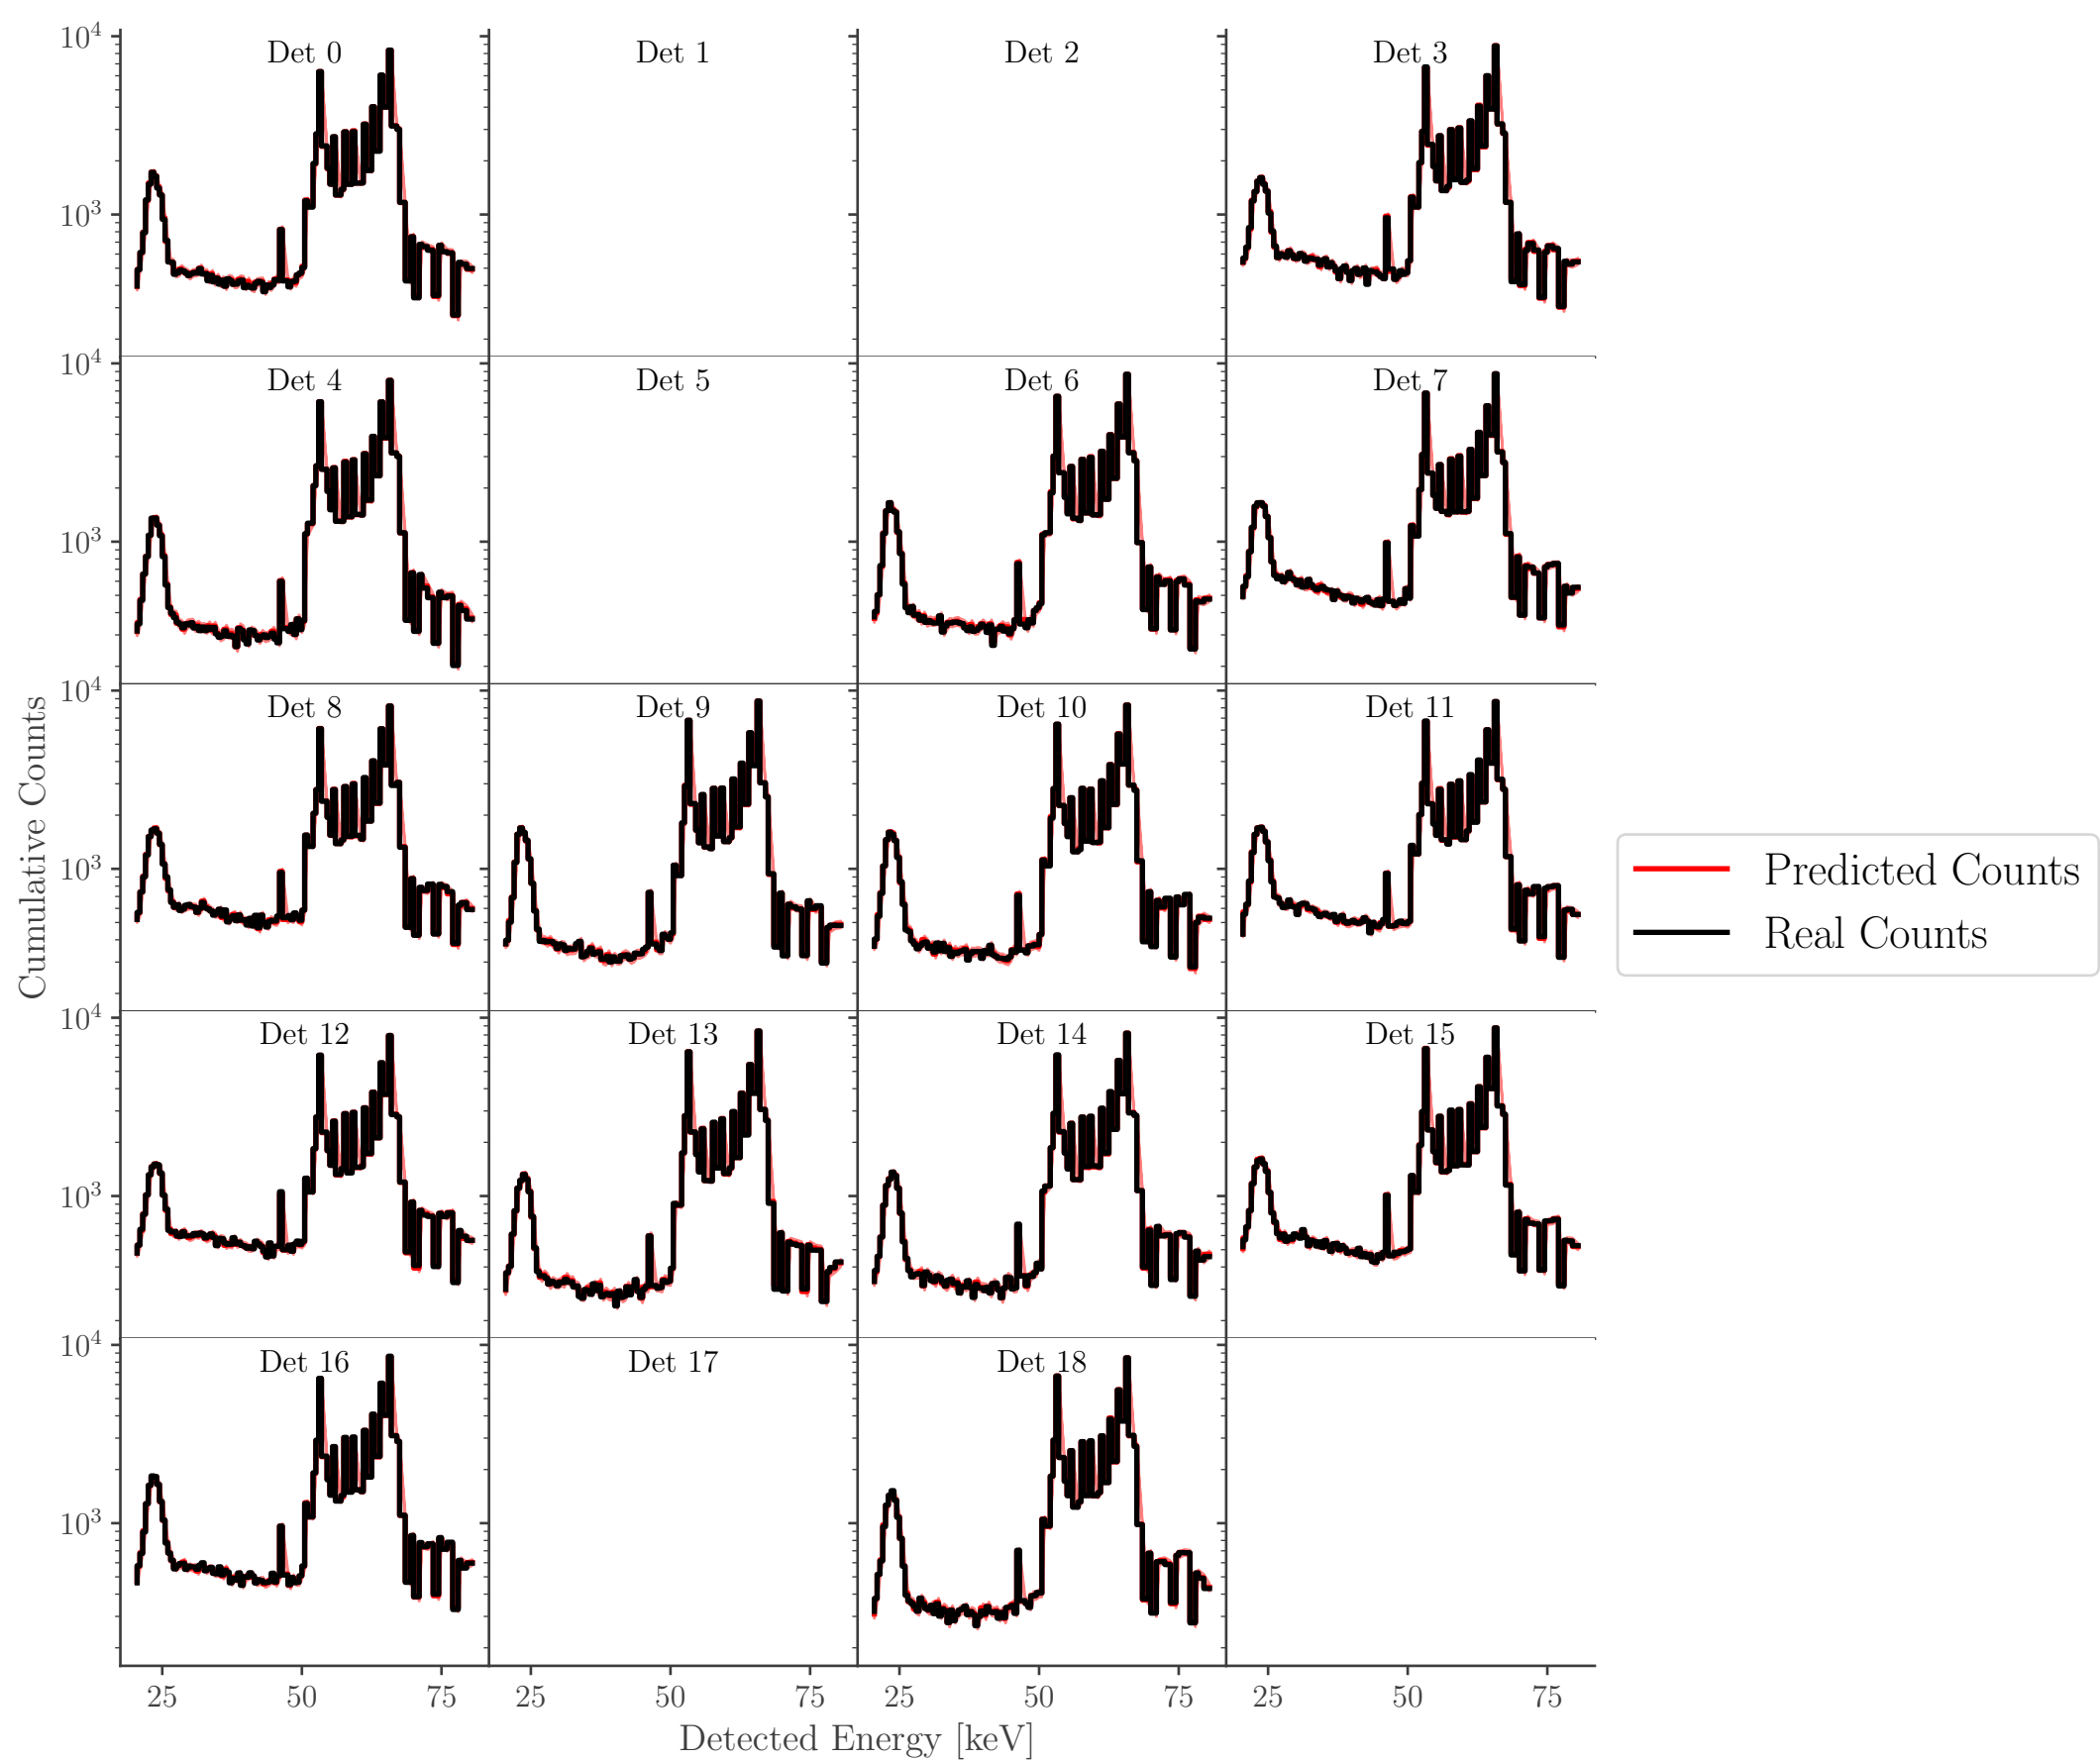 10^4
10^3
Det 0
Det 1
Det 2
Det 3
10^4
10^3
Det 4
Det 5
Det 6
Det 7
Cumulative Counts
10^4
10^3
Det 8
Det 9
Det 10
Det 11
Predicted Counts
Real Counts
10^4
10^3
Det 12
Det 13
Det 14
Det 15
10^4
10^3
Det 16
Det 17
Det 18
25 50 75 25 50 75 25 50 75 25 50 75
Detected Energy [keV]